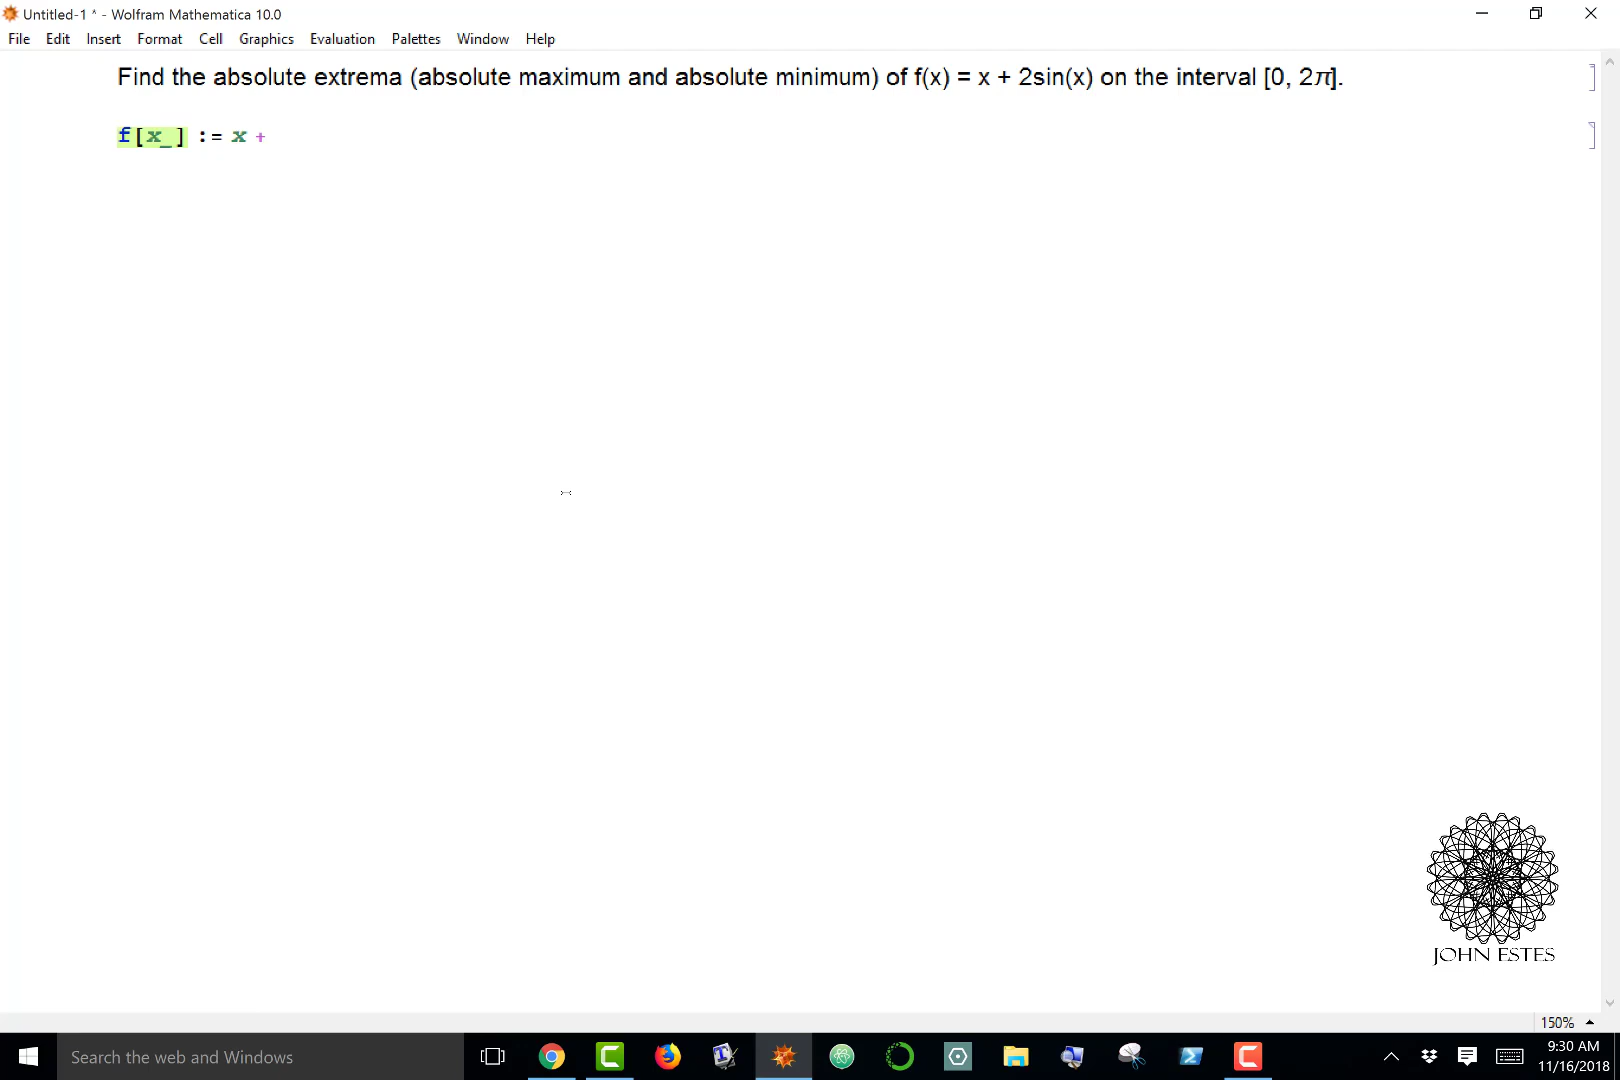 Untitled-1 * - Wolfram Mathematica 10.0
File Edit Insert Format Cell Graphics Evaluation Palettes Window Help
Find the absolute extrema (absolute maximum and absolute minimum) of f(x) = x + 2sin(x) on the interval [0, 2π].
f[x_] := x +
JOHN ESTES
150%
Search the web and Windows
9:30 AM
11/16/2018